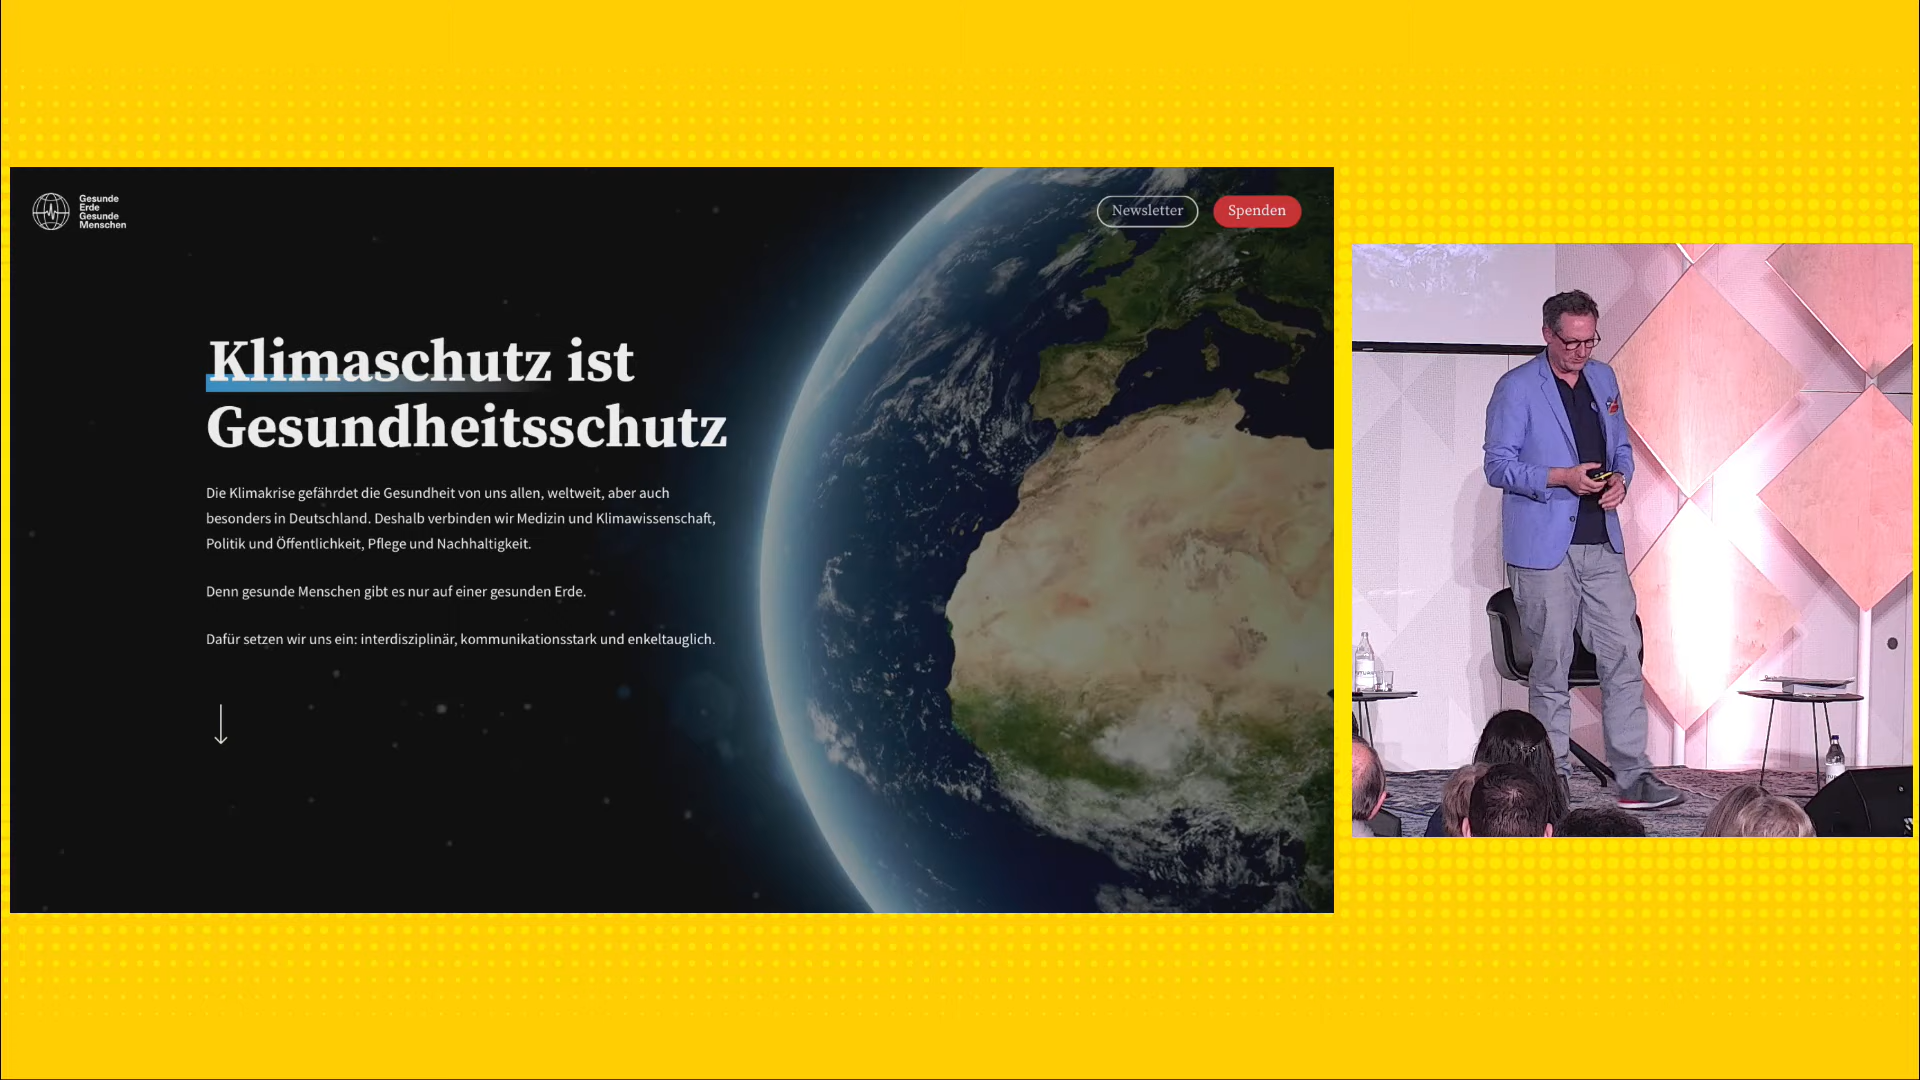 Gesunde
Erde
Gesunde
Menschen
Newsletter
Spenden
Klimaschutz ist
Gesundheitsschutz
Die Klimakrise gefährdet die Gesundheit von uns allen, weltweit, aber auch
besonders in Deutschland. Deshalb verbinden wir Medizin und Klimawissenschaft,
Politik und Öffentlichkeit, Pflege und Nachhaltigkeit.
Denn gesunde Menschen gibt es nur auf einer gesunden Erde.
Dafür setzen wir uns ein: interdisziplinär, kommunikationsstark und enkeltauglich.